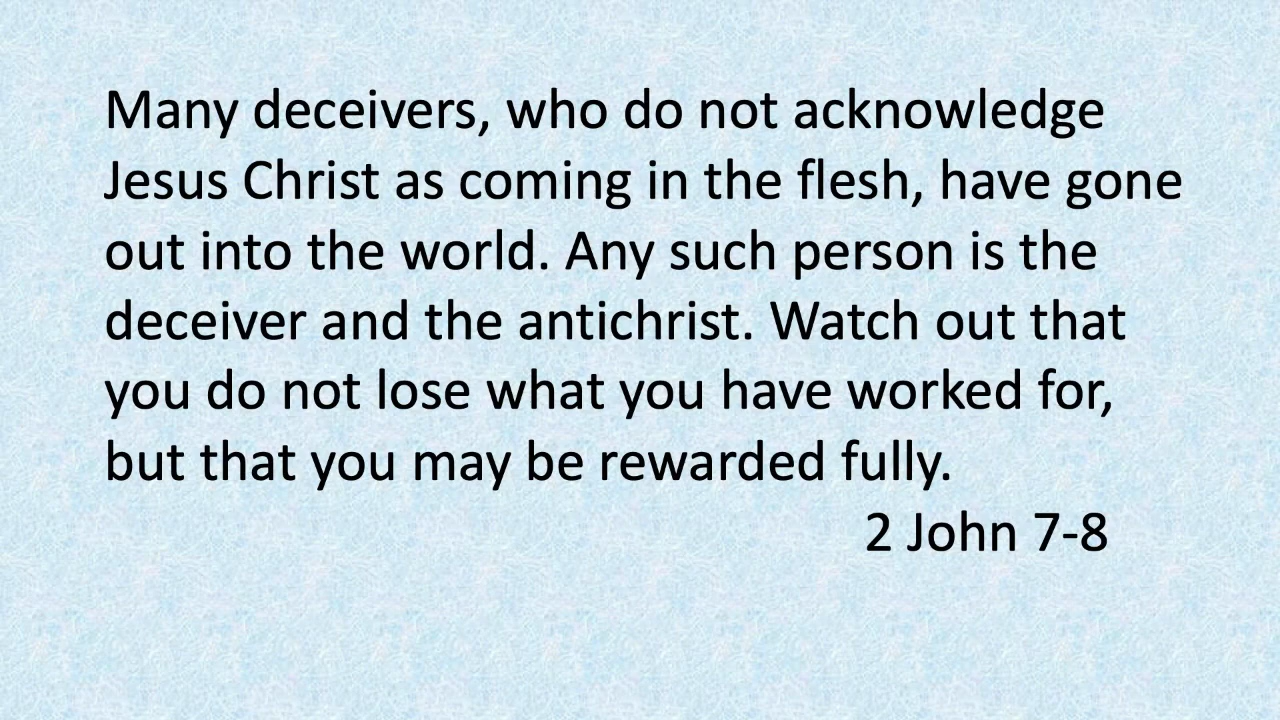 Many deceivers, who do not acknowledge
Jesus Christ as coming in the flesh, have gone
out into the world. Any such person is the
deceiver and the antichrist. Watch out that
you do not lose what you have worked for,
but that you may be rewarded fully.
2 John 7-8